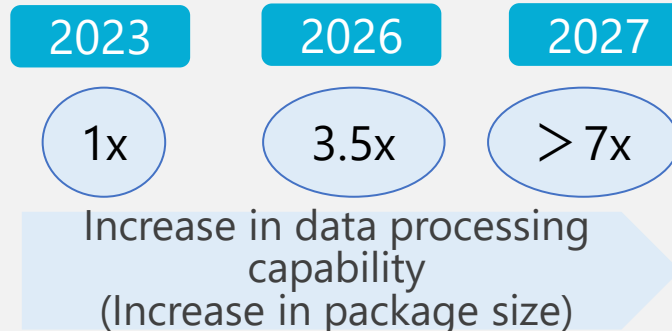 2023 2026 2027
1x 3.5x ＞7x
Increase in data processing
capability
(Increase in package size)